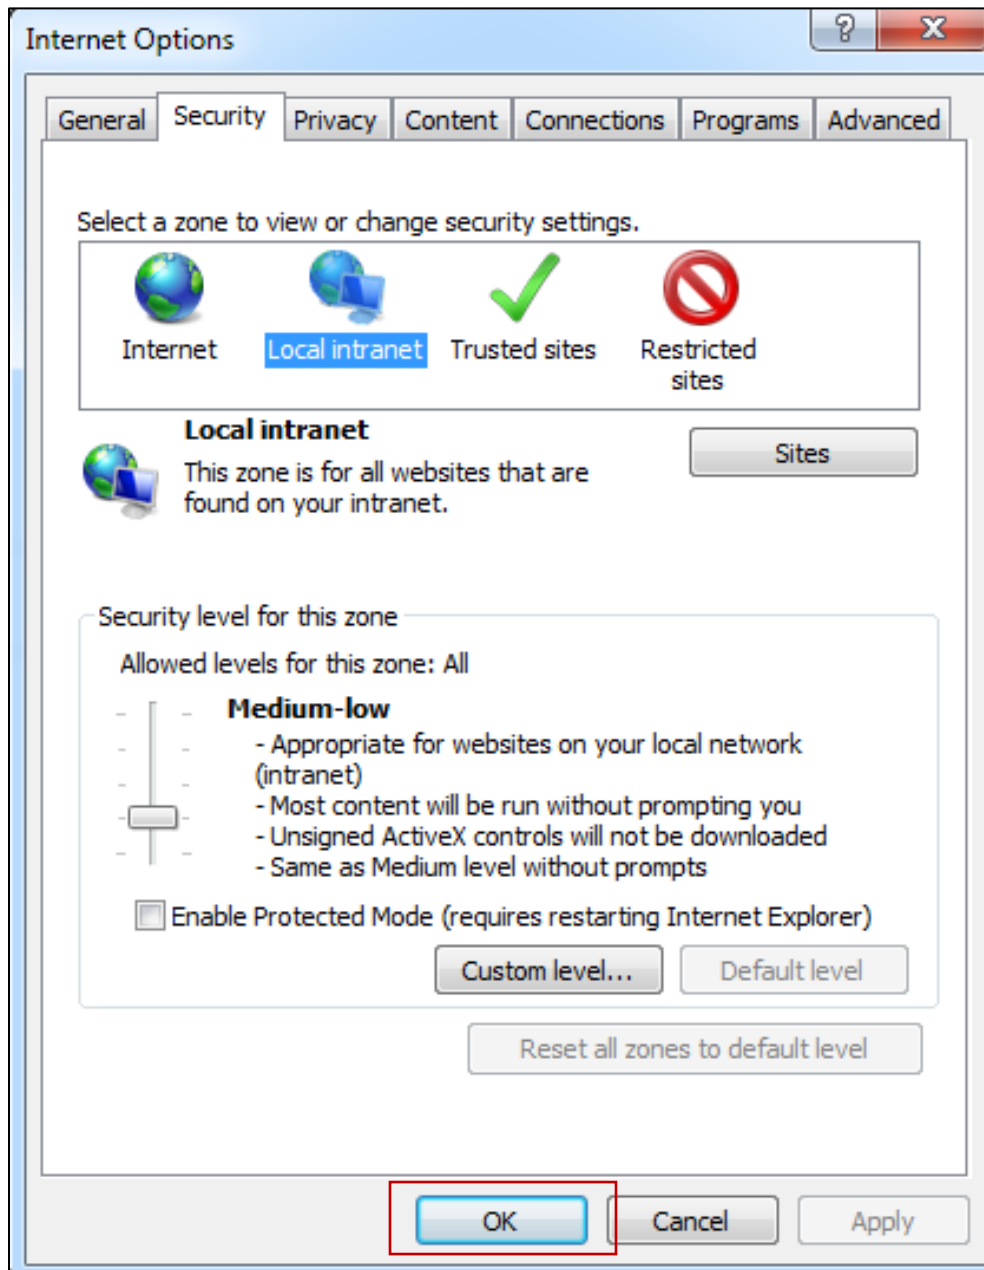 Internet Options
?
X
General Security Privacy Content Connections Programs Advanced
Select a zone to view or change security settings.
Internet Local intranet Trusted sites Restricted
sites
Local intranet
Sites
This zone is for all websites that are
found on your intranet.
Security level for this zone
Allowed levels for this zone: All
Medium-low
- Appropriate for websites on your local network
(intranet)
- Most content will be run without prompting you
- Unsigned ActiveX controls will not be downloaded
- Same as Medium level without prompts
Enable Protected Mode (requires restarting Internet Explorer)
Custom level... Default level
Reset all zones to default level
OK Cancel Apply